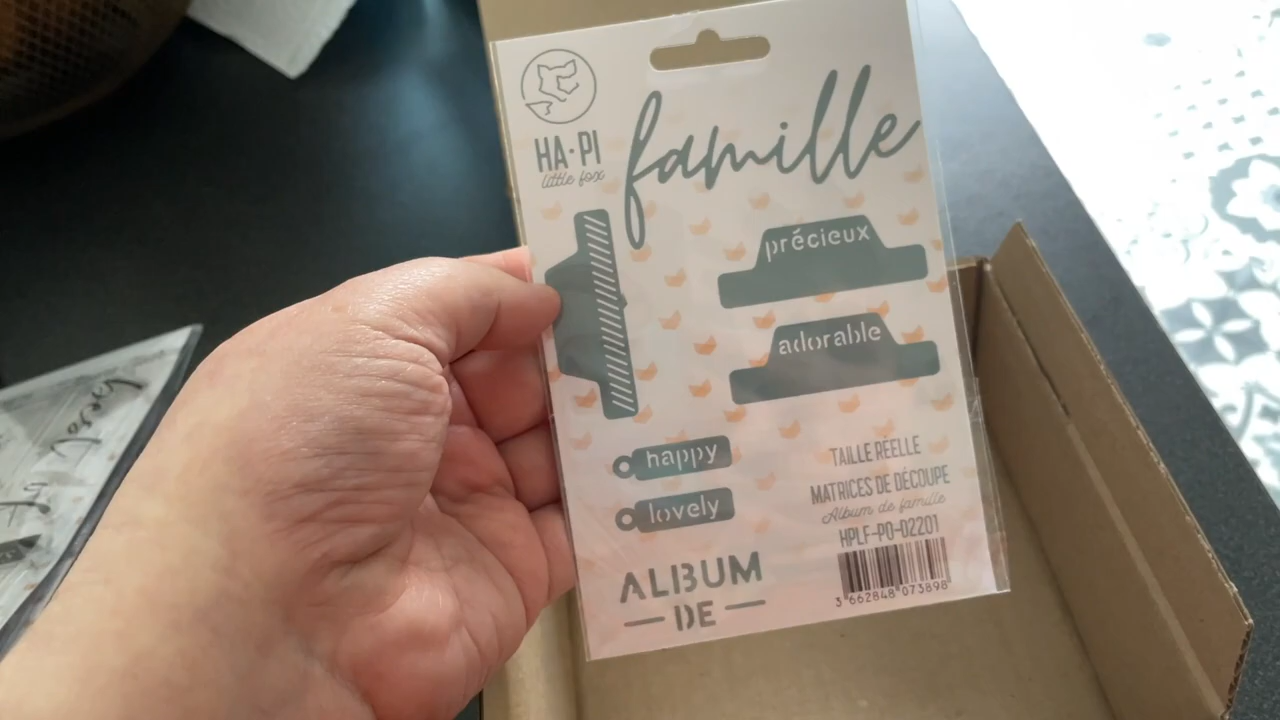 HA·PI
little fox
famille
précieux
adorable
happy
lovely
ALBUM
— DE —
TAILLE RÉELLE
MATRICES DE DÉCOUPE
Album de famille
HPLF-PO-02201
3 662848 073898